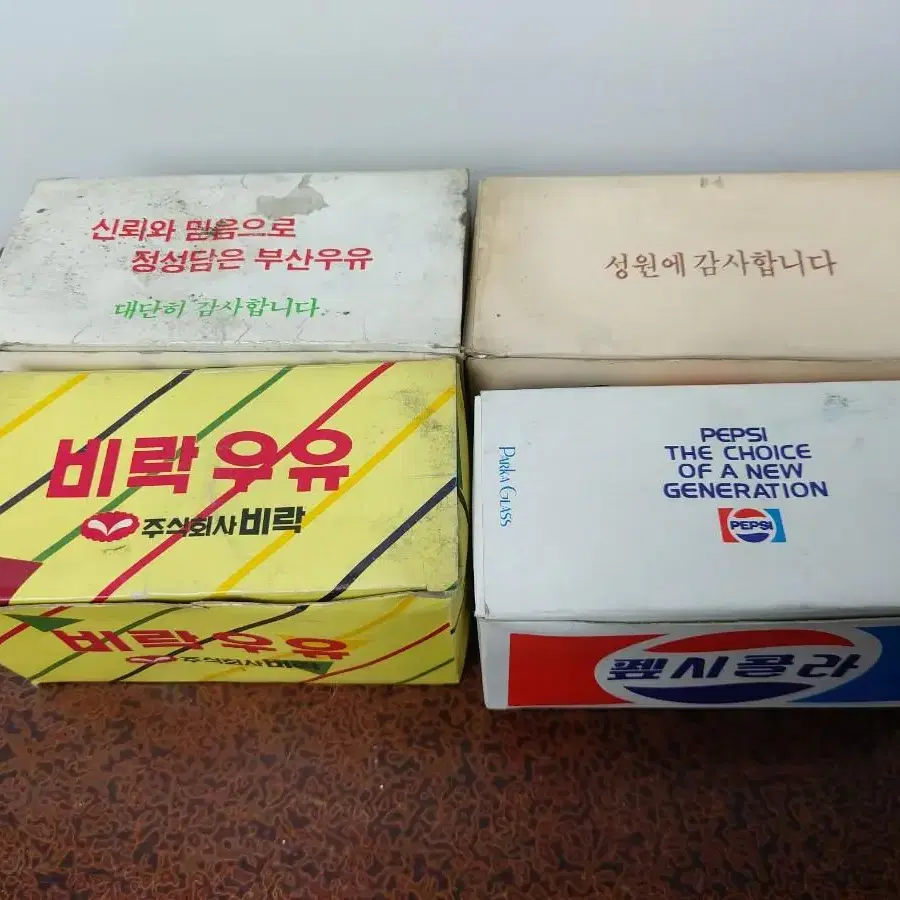 신뢰와 믿음으로
정성담은 부산우유
대단히 감사합니다.
성원에 감사합니다
비락우유
주식회사 비락
비락우유
주식회사 비락
PARKA GLASS
PEPSI
THE CHOICE
OF A NEW
GENERATION
PEPSI
펩시콜라